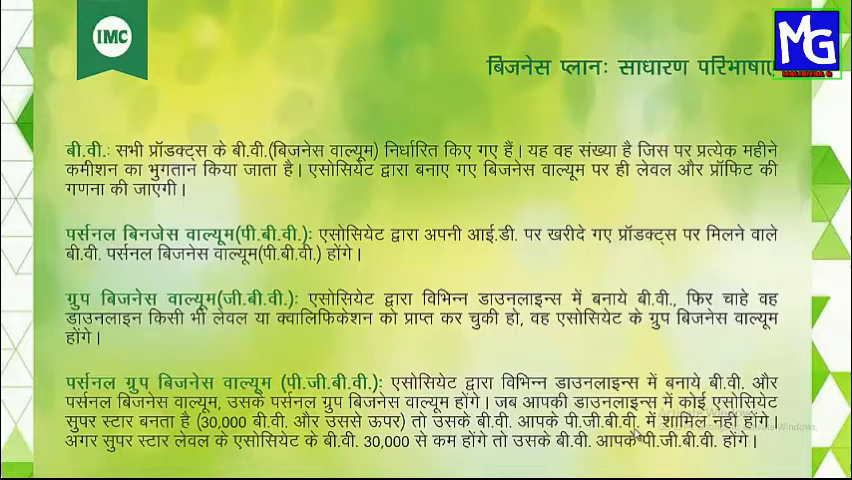 IMC
MG
बिजनेस प्लानः साधारण परिभाषाएं
बी.वी.: सभी प्रॉडक्ट्स के बी.वी.(बिजनेस वाल्यूम) निर्धारित किए गए हैं। यह वह संख्या है जिस पर प्रत्येक महीने
कमीशन का भुगतान किया जाता है। एसोसियेट द्वारा बनाए गए बिजनेस वाल्यूम पर ही लेवल और प्रॉफिट की
गणना की जाएगी।
पर्सनल बिनजेस वाल्यूम(पी.बी.वी.): एसोसियेट द्वारा अपनी आई.डी. पर खरीदे गए प्रॉडक्ट्स पर मिलने वाले
बी.वी. पर्सनल बिजनेस वाल्यूम(पी.बी.वी.) होंगे।
ग्रुप बिजनेस वाल्यूम(जी.बी.वी.): एसोसियेट द्वारा विभिन्न डाउनलाइन्स में बनाये बी.वी., फिर चाहे वह
डाउनलाइन किसी भी लेवल या क्वालिफिकेशन को प्राप्त कर चुकी हो, वह एसोसियेट के ग्रुप बिजनेस वाल्यूम
होंगे।
पर्सनल ग्रुप बिजनेस वाल्यूम (पी.जी.बी.वी.): एसोसियेट द्वारा विभिन्न डाउनलाइन्स में बनाये बी.वी. और
पर्सनल बिजनेस वाल्यूम, उसके पर्सनल ग्रुप बिजनेस वाल्यूम होंगे। जब आपकी डाउनलाइन्स में कोई एसोसियेट
सुपर स्टार बनता है (30,000 बी.वी. और उससे ऊपर) तो उसके बी.वी. आपके पी.जी.बी.वी. में शामिल नहीं होंगे।
अगर सुपर स्टार लेवल के एसोसियेट के बी.वी. 30,000 से कम होंगे तो उसके बी.वी. आपके पी.जी.बी.वी. होंगे।